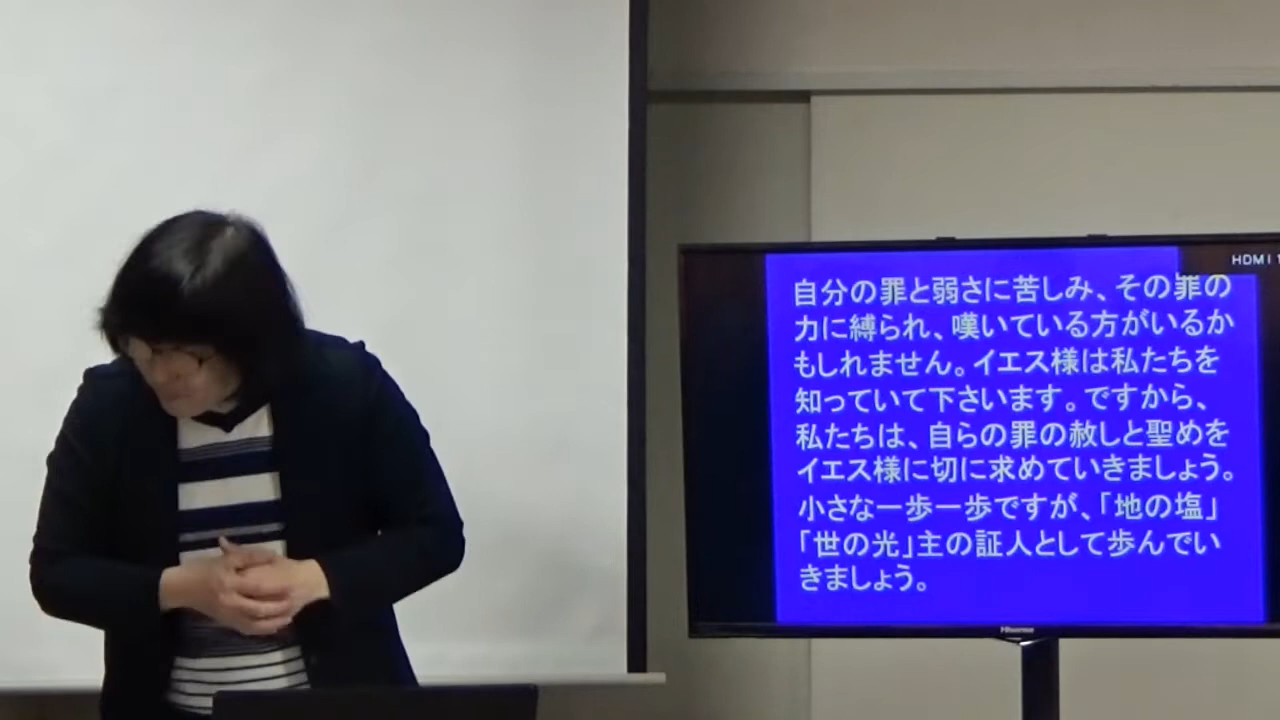 HDMI 1
自分の罪と弱さに苦しみ、その罪の
力に縛られ、嘆いている方がいるか
もしれません。イエス様は私たちを
知っていて下さいます。ですから、
私たちは、自らの罪の赦しと聖めを
イエス様に切に求めていきましょう。
小さな一歩一歩ですが、「地の塩」
「世の光」主の証人として歩んでい
きましょう。
Hisense